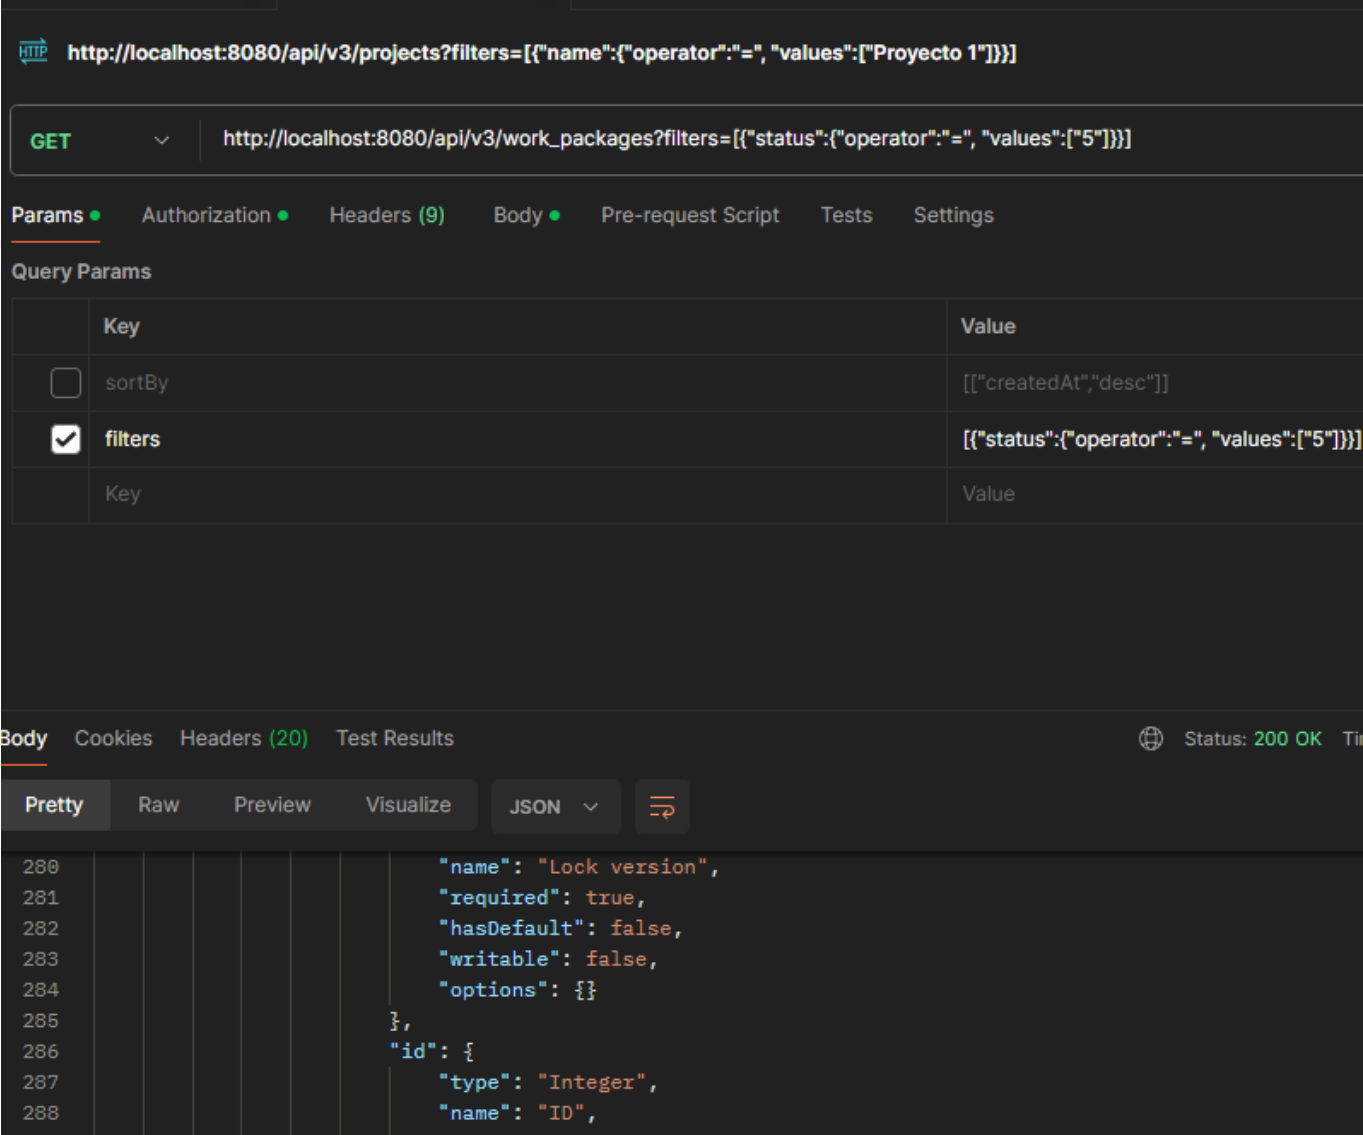 HTTP http://localhost:8080/api/v3/projects?filters=[{"name":{"operator":"=", "values":["Proyecto 1"]}}]
GET http://localhost:8080/api/v3/work_packages?filters=[{"status":{"operator":"=", "values":["5"]}}]
Params Authorization Headers (9) Body Pre-request Script Tests Settings
Query Params
Key Value
sortBy [["createdAt","desc"]]
filters [{"status":{"operator":"=", "values":["5"]}}]
Key Value
Body Cookies Headers (20) Test Results Status: 200 OK
Pretty Raw Preview Visualize JSON
280 "name": "Lock version",
281 "required": true,
282 "hasDefault": false,
283 "writable": false,
284 "options": {}
285 },
286 "id": {
287 "type": "Integer",
288 "name": "ID",